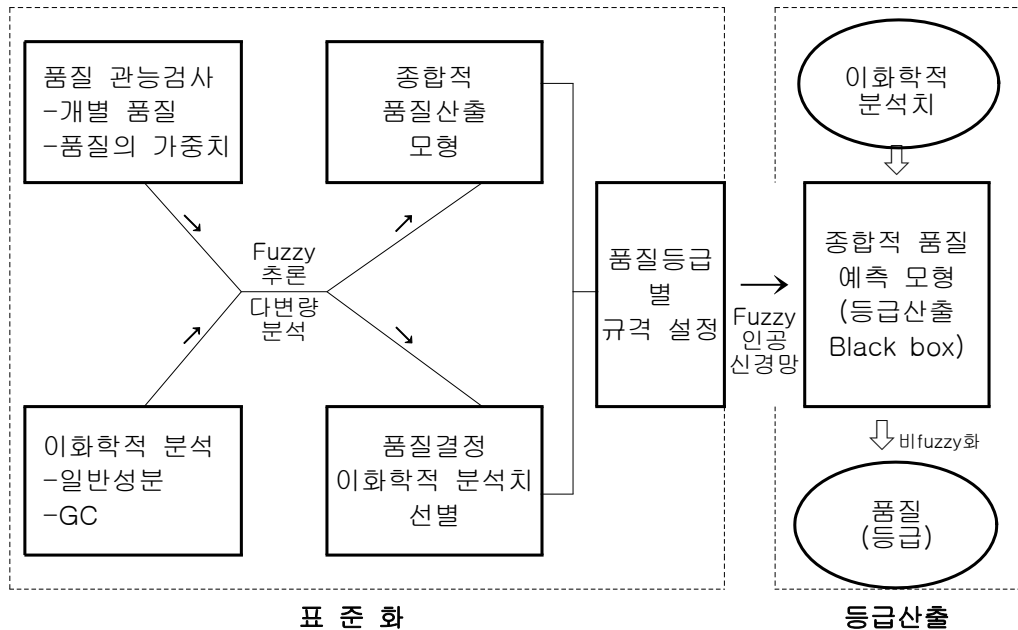 품질 관능검사
-개별 품질
-품질의 가중치
종합적
품질산출
모형
Fuzzy
추론
다변량
분석
이화학적 분석
-일반성분
-GC
품질결정
이화학적 분석치
선별
품질등급
별
규격 설정
Fuzzy
인공
신경망
이화학적
분석치
종합적 품질
예측 모형
(등급산출
Black box)
비fuzzy화
품질
(등급)
표 준 화
등급산출